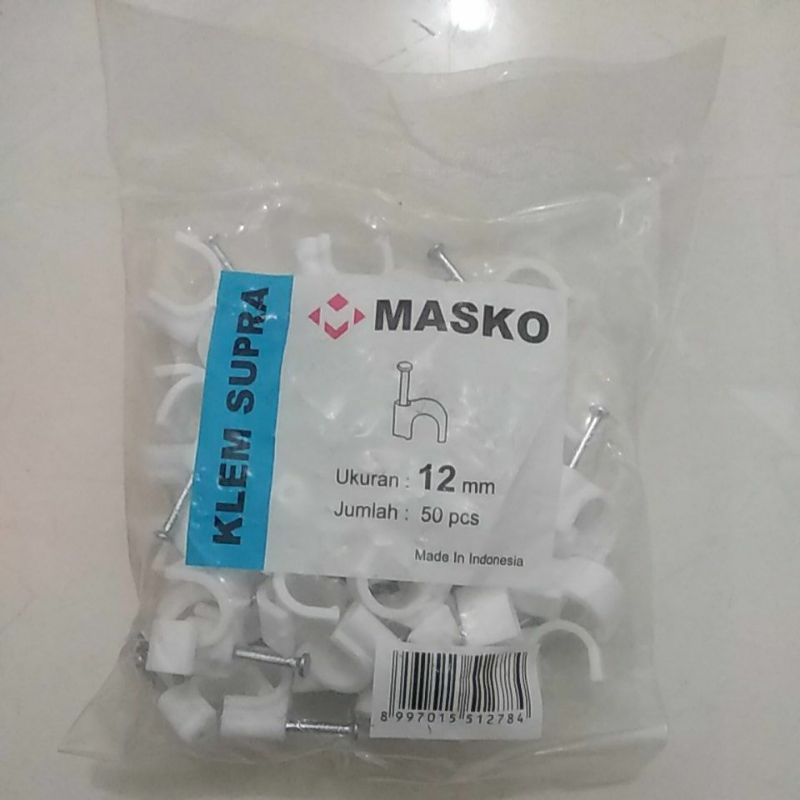 KLEM SUPRA
MASKO
Ukuran : 12 mm
Jumlah : 50 pcs
Made In Indonesia
8 997015 512784